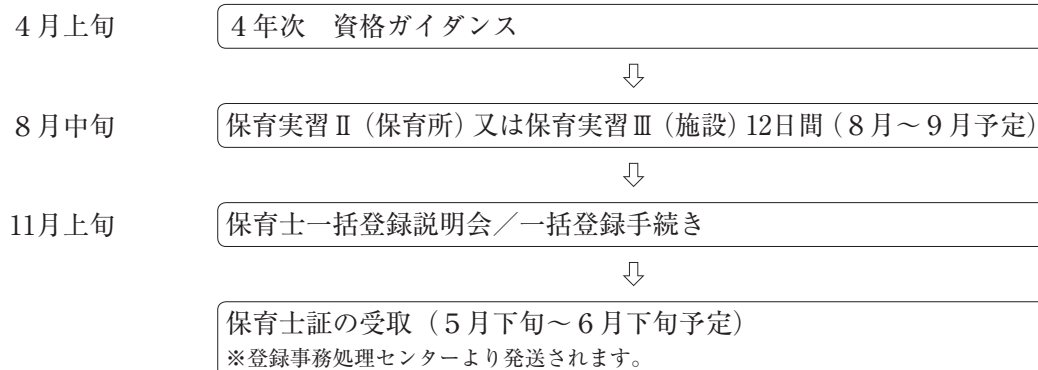 ４月上旬　４年次　資格ガイダンス
８月中旬　保育実習Ⅱ（保育所）又は保育実習Ⅲ（施設）12日間（８月～９月予定）
11月上旬　保育士一括登録説明会／一括登録手続き
保育士証の受取（５月下旬～６月下旬予定）
※登録事務処理センターより発送されます。